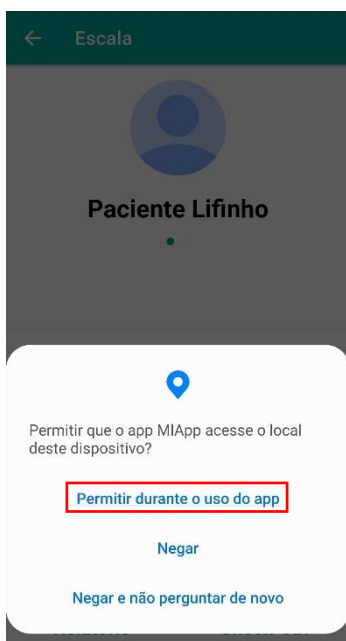 Escala
Paciente Lifinho
Permitir que o app MIApp acesse o local
deste dispositivo?
Permitir durante o uso do app
Negar
Negar e não perguntar de novo